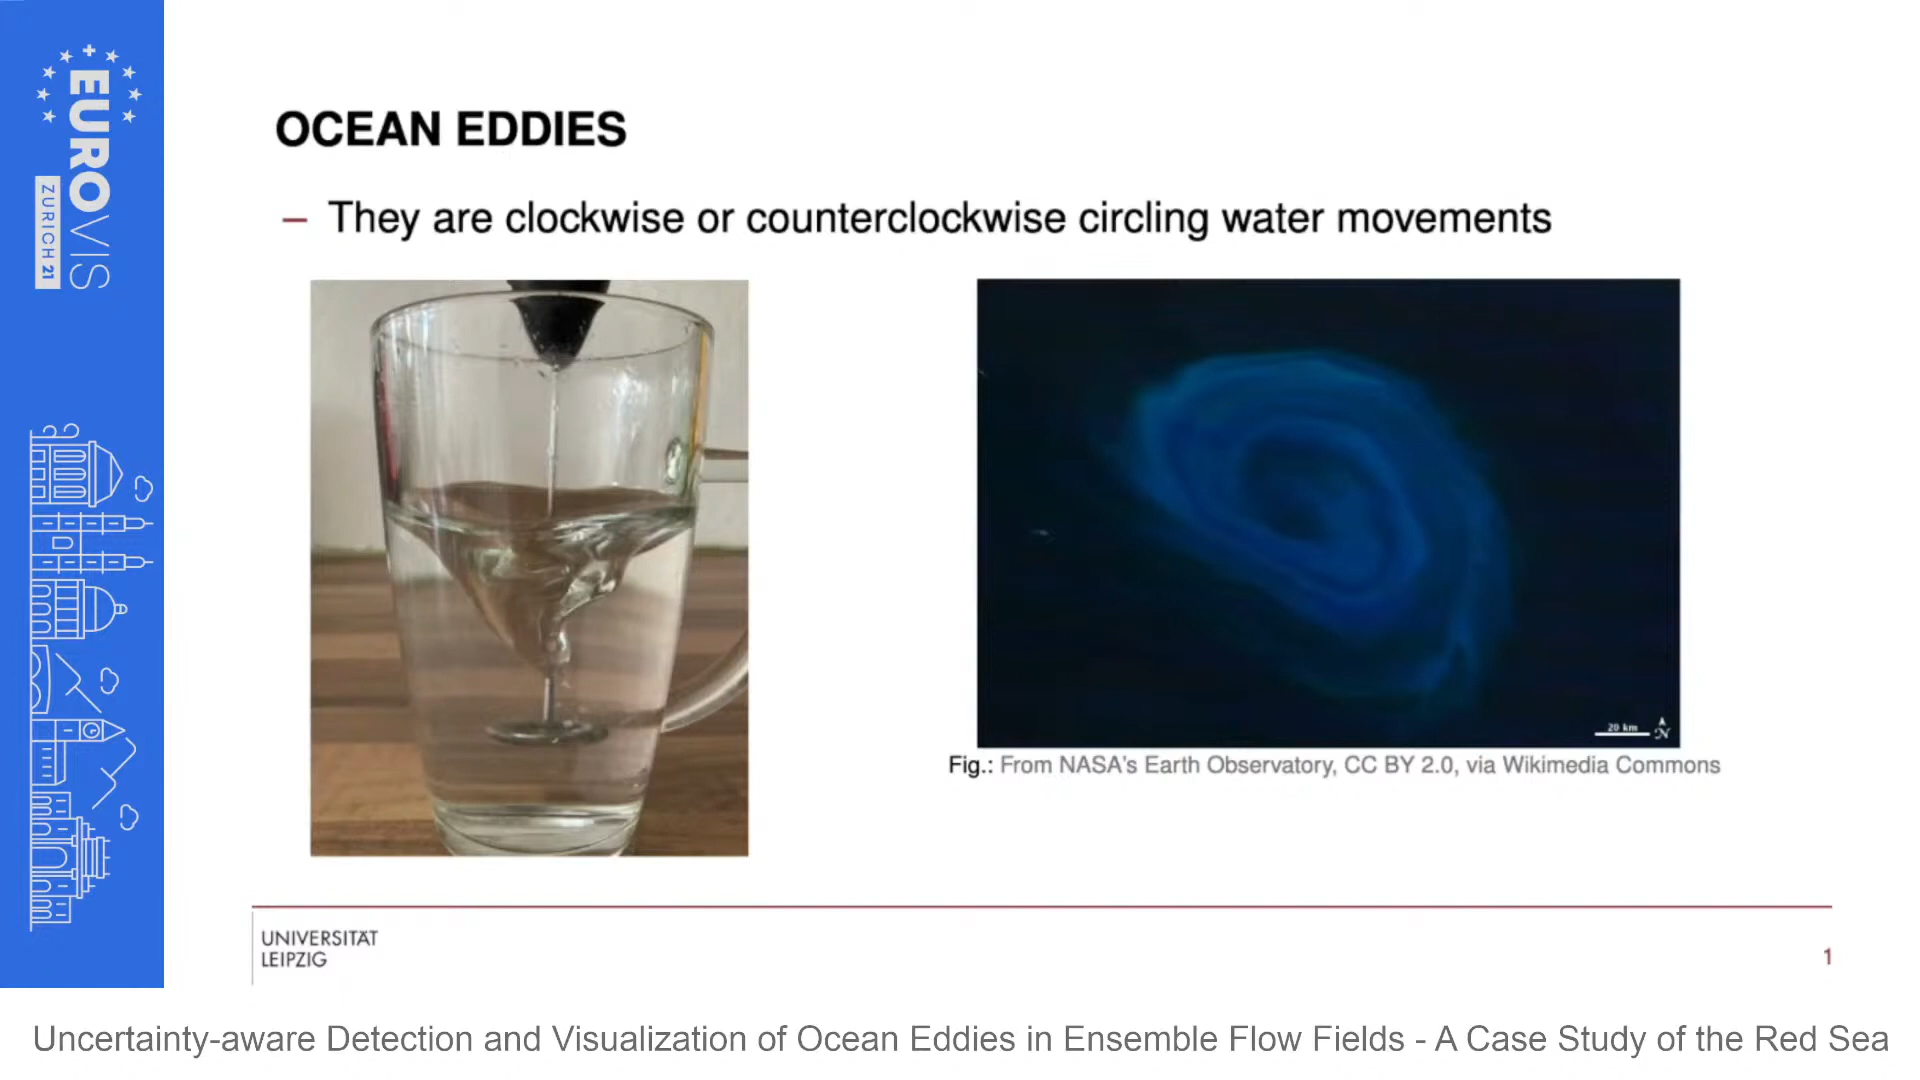 EUROVIS
ZURICH 21
OCEAN EDDIES
– They are clockwise or counterclockwise circling water movements
20 km
N
Fig.: From NASA's Earth Observatory, CC BY 2.0, via Wikimedia Commons
UNIVERSITÄT
LEIPZIG
1
Uncertainty-aware Detection and Visualization of Ocean Eddies in Ensemble Flow Fields - A Case Study of the Red Sea